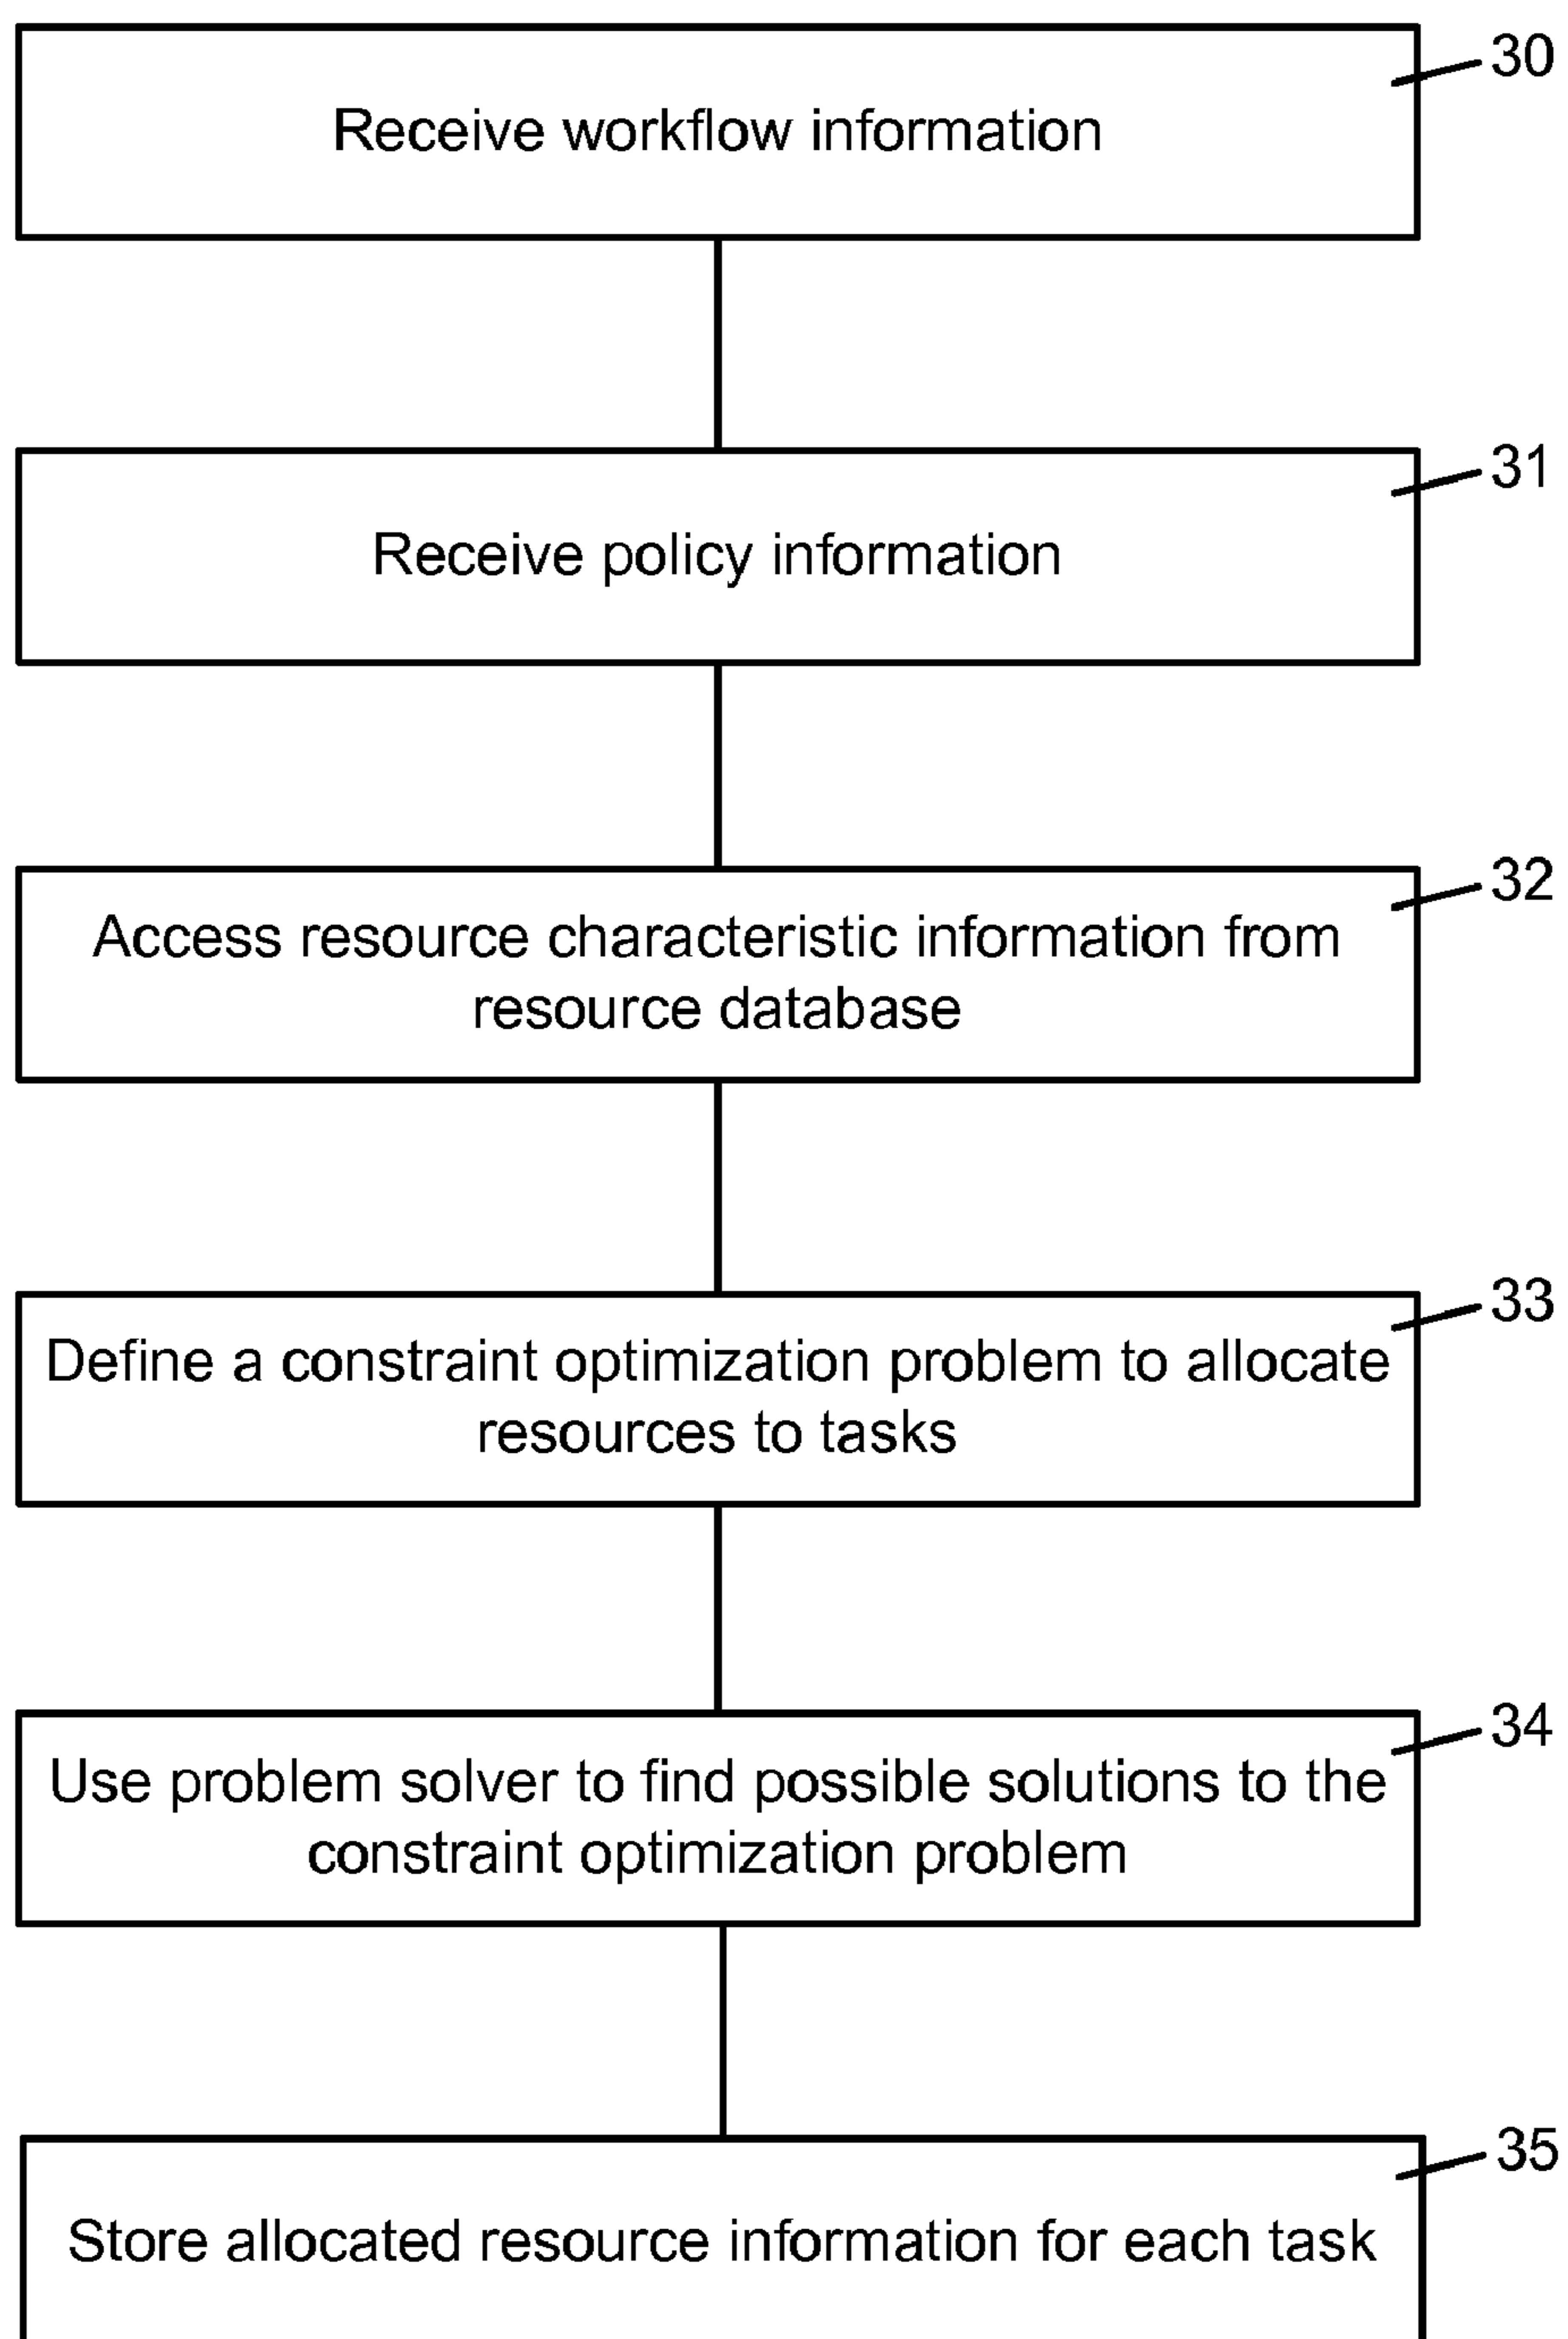 30
Receive workflow information
31
Receive policy information
32
Access resource characteristic information from
resource database
33
Define a constraint optimization problem to allocate
resources to tasks
34
Use problem solver to find possible solutions to the
constraint optimization problem
35
Store allocated resource information for each task